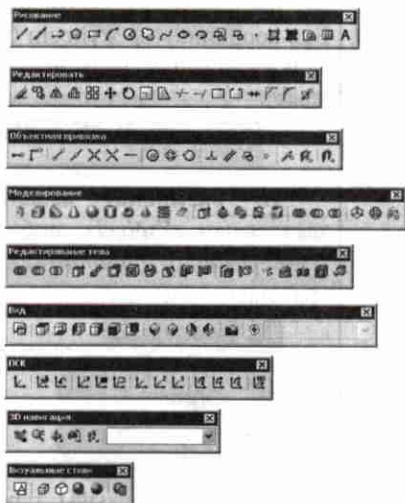 Рисование
A
Редактировать
Объектная привязка
Моделирование
Редактирование тела
Вид
ПСК
3D навигация
Визуальные стили